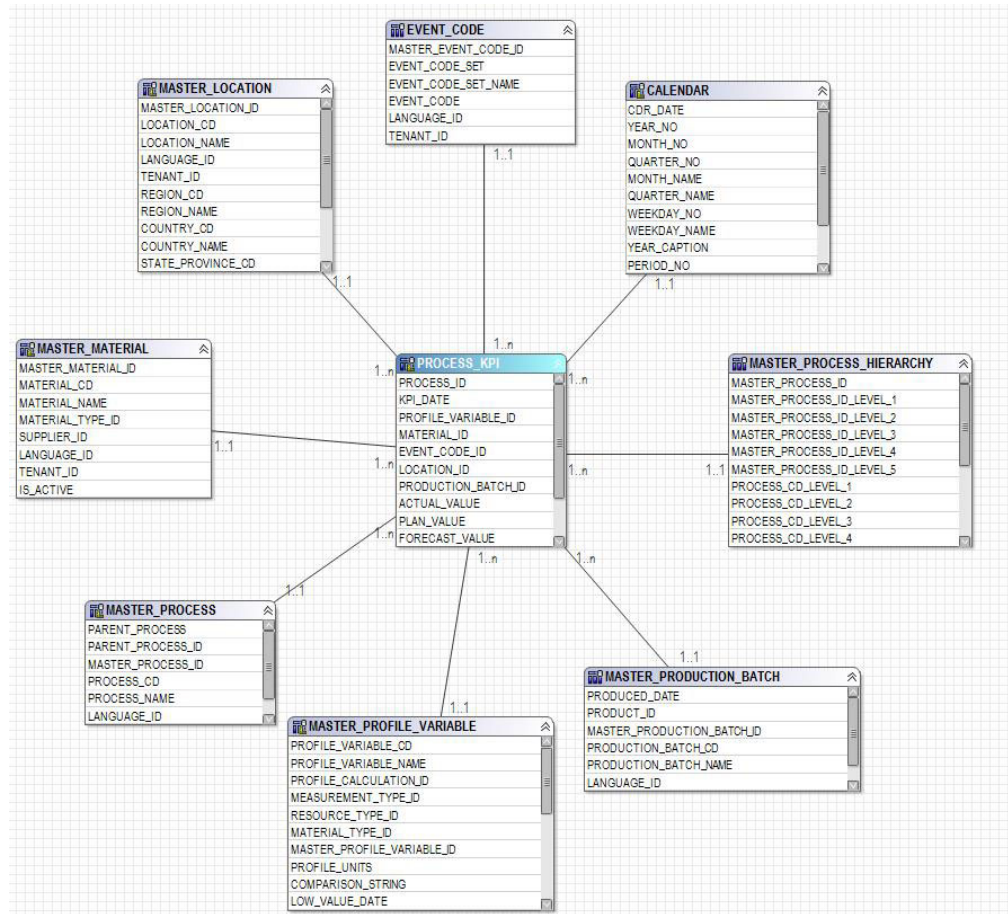 EVENT_CODE
MASTER_EVENT_CODE_ID
EVENT_CODE_SET
EVENT_CODE_SET_NAME
EVENT_CODE
LANGUAGE_ID
TENANT_ID
1..1
MASTER_LOCATION
MASTER_LOCATION_ID
LOCATION_CD
LOCATION_NAME
LANGUAGE_ID
TENANT_ID
REGION_CD
REGION_NAME
COUNTRY_CD
COUNTRY_NAME
STATE_PROVINCE_CD
1..1
CALENDAR
CDR_DATE
YEAR_NO
MONTH_NO
QUARTER_NO
MONTH_NAME
QUARTER_NAME
WEEKDAY_NO
WEEKDAY_NAME
YEAR_CAPTION
PERIOD_NO
1..1
MASTER_MATERIAL
MASTER_MATERIAL_ID
MATERIAL_CD
MATERIAL_NAME
MATERIAL_TYPE_ID
SUPPLIER_ID
LANGUAGE_ID
TENANT_ID
IS_ACTIVE
1..1
1..n
1..n
1..n
PROCESS_KPI
PROCESS_ID
KPI_DATE
PROFILE_VARIABLE_ID
MATERIAL_ID
EVENT_CODE_ID
LOCATION_ID
PRODUCTION_BATCH_ID
ACTUAL_VALUE
PLAN_VALUE
FORECAST_VALUE
1..n
1..n
1..n
1..n
1..n
MASTER_PROCESS_HIERARCHY
MASTER_PROCESS_ID
MASTER_PROCESS_ID_LEVEL_1
MASTER_PROCESS_ID_LEVEL_2
MASTER_PROCESS_ID_LEVEL_3
MASTER_PROCESS_ID_LEVEL_4
MASTER_PROCESS_ID_LEVEL_5
PROCESS_CD_LEVEL_1
PROCESS_CD_LEVEL_2
PROCESS_CD_LEVEL_3
PROCESS_CD_LEVEL_4
1..1
1..1
MASTER_PROCESS
PARENT_PROCESS
PARENT_PROCESS_ID
MASTER_PROCESS_ID
PROCESS_CD
PROCESS_NAME
LANGUAGE_ID
1..1
MASTER_PROFILE_VARIABLE
PROFILE_VARIABLE_CD
PROFILE_VARIABLE_NAME
PROFILE_CALCULATION_ID
MEASUREMENT_TYPE_ID
RESOURCE_TYPE_ID
MATERIAL_TYPE_ID
MASTER_PROFILE_VARIABLE_ID
PROFILE_UNITS
COMPARISON_STRING
LOW_VALUE_DATE
1..1
MASTER_PRODUCTION_BATCH
PRODUCED_DATE
PRODUCT_ID
MASTER_PRODUCTION_BATCH_ID
PRODUCTION_BATCH_CD
PRODUCTION_BATCH_NAME
LANGUAGE_ID